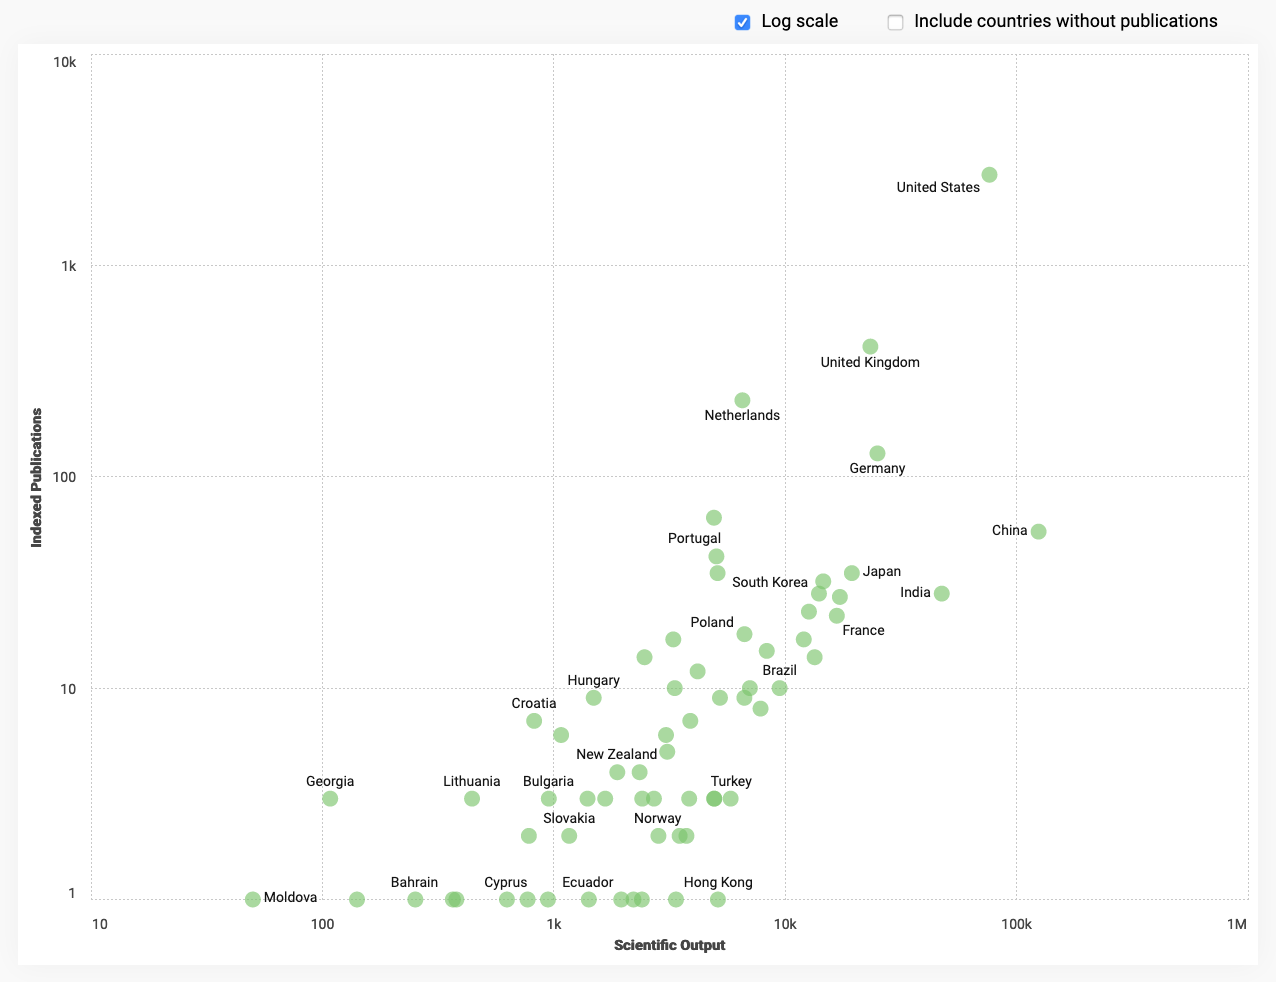 Log scale
Include countries without publications
10k
United States
1k
United Kingdom
Netherlands
Germany
100
China
Portugal
Japan
South Korea
India
Poland
France
Brazil
Hungary
10
Croatia
New Zealand
Georgia
Lithuania
Bulgaria
Turkey
Slovakia
Norway
Bahrain
Cyprus
Ecuador
Hong Kong
1
Moldova
Indexed Publications
10
100
1k
10k
100k
1M
Scientific Output